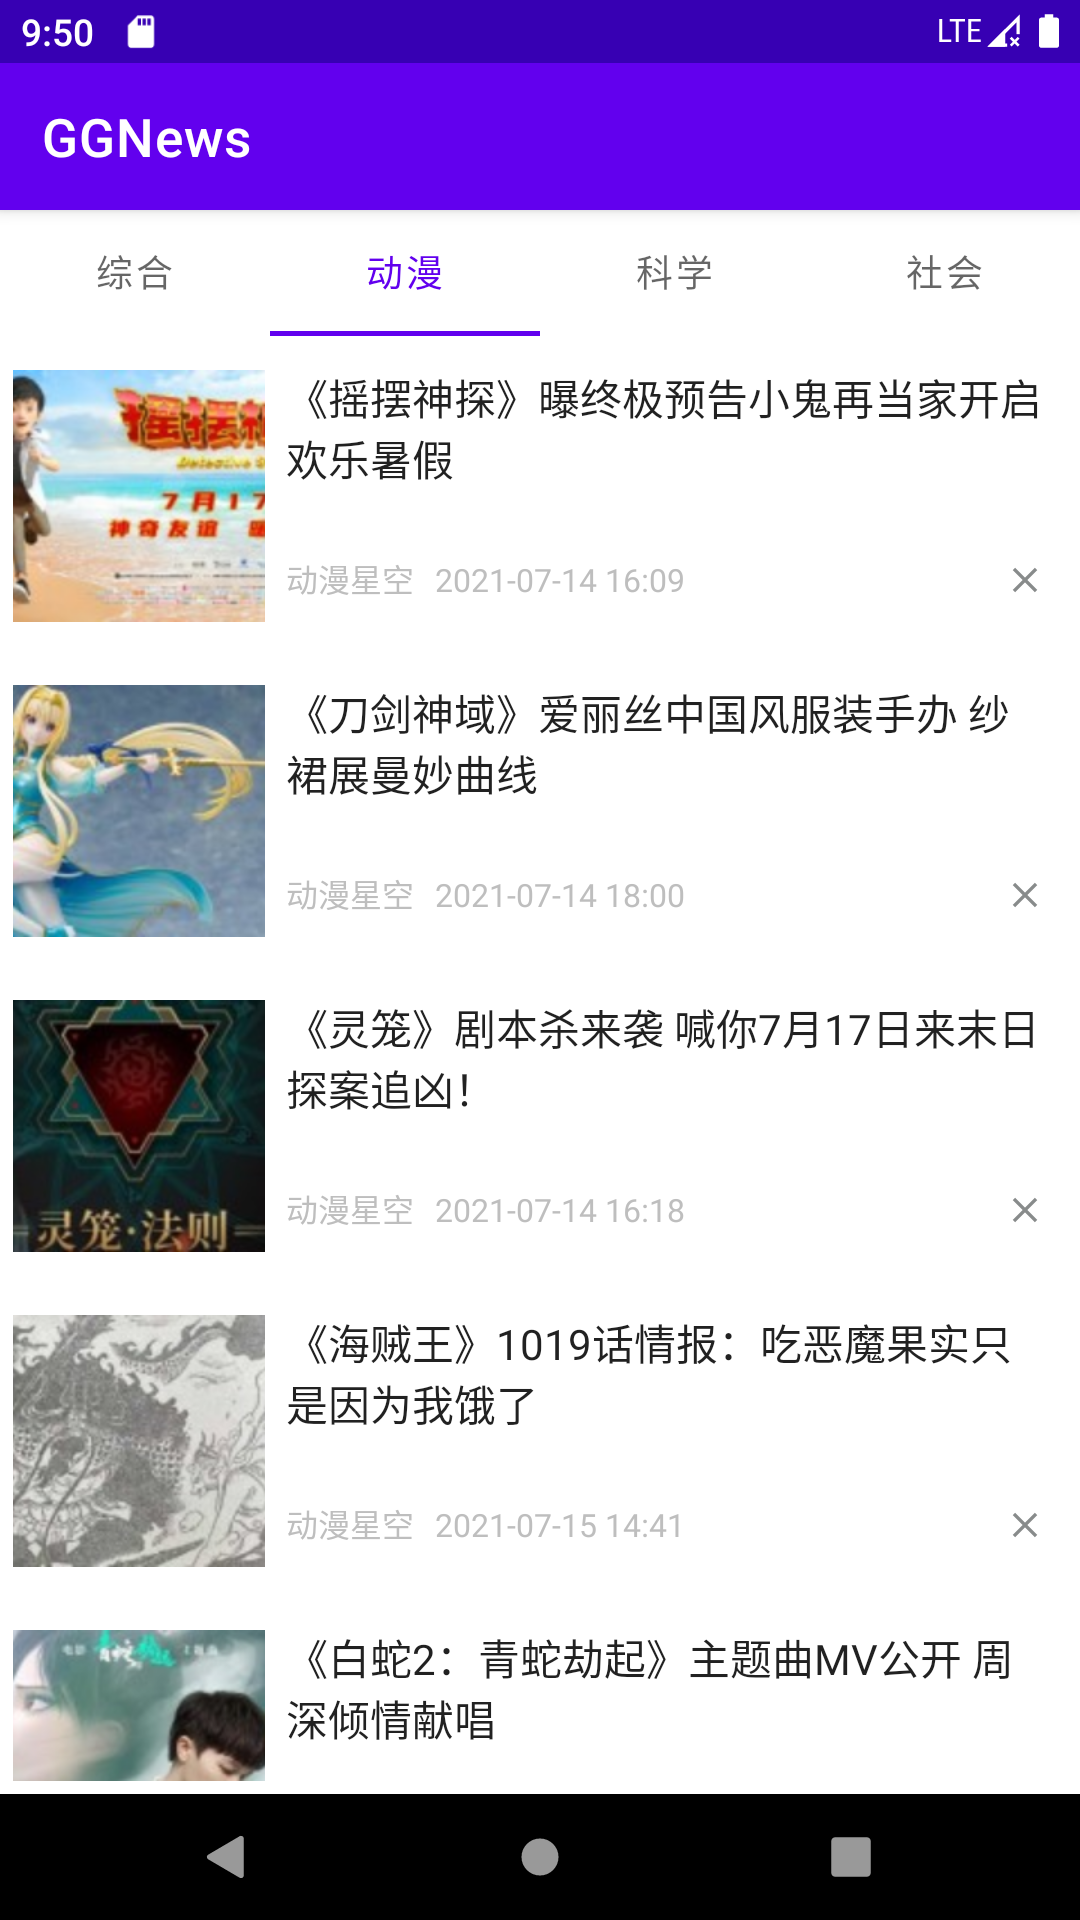 9:50 LTE
GGNews
综合 动漫 科学 社会
《摇摆神探》曝终极预告小鬼再当家开启
欢乐暑假
7月17
神奇友谊
动漫星空 2021-07-14 16:09
《刀剑神域》爱丽丝中国风服装手办 纱
裙展曼妙曲线
动漫星空 2021-07-14 18:00
《灵笼》剧本杀来袭 喊你7月17日来末日
探案追凶！
灵笼·法则
动漫星空 2021-07-14 16:18
《海贼王》1019话情报：吃恶魔果实只
是因为我饿了
动漫星空 2021-07-15 14:41
《白蛇2：青蛇劫起》主题曲MV公开 周
深倾情献唱